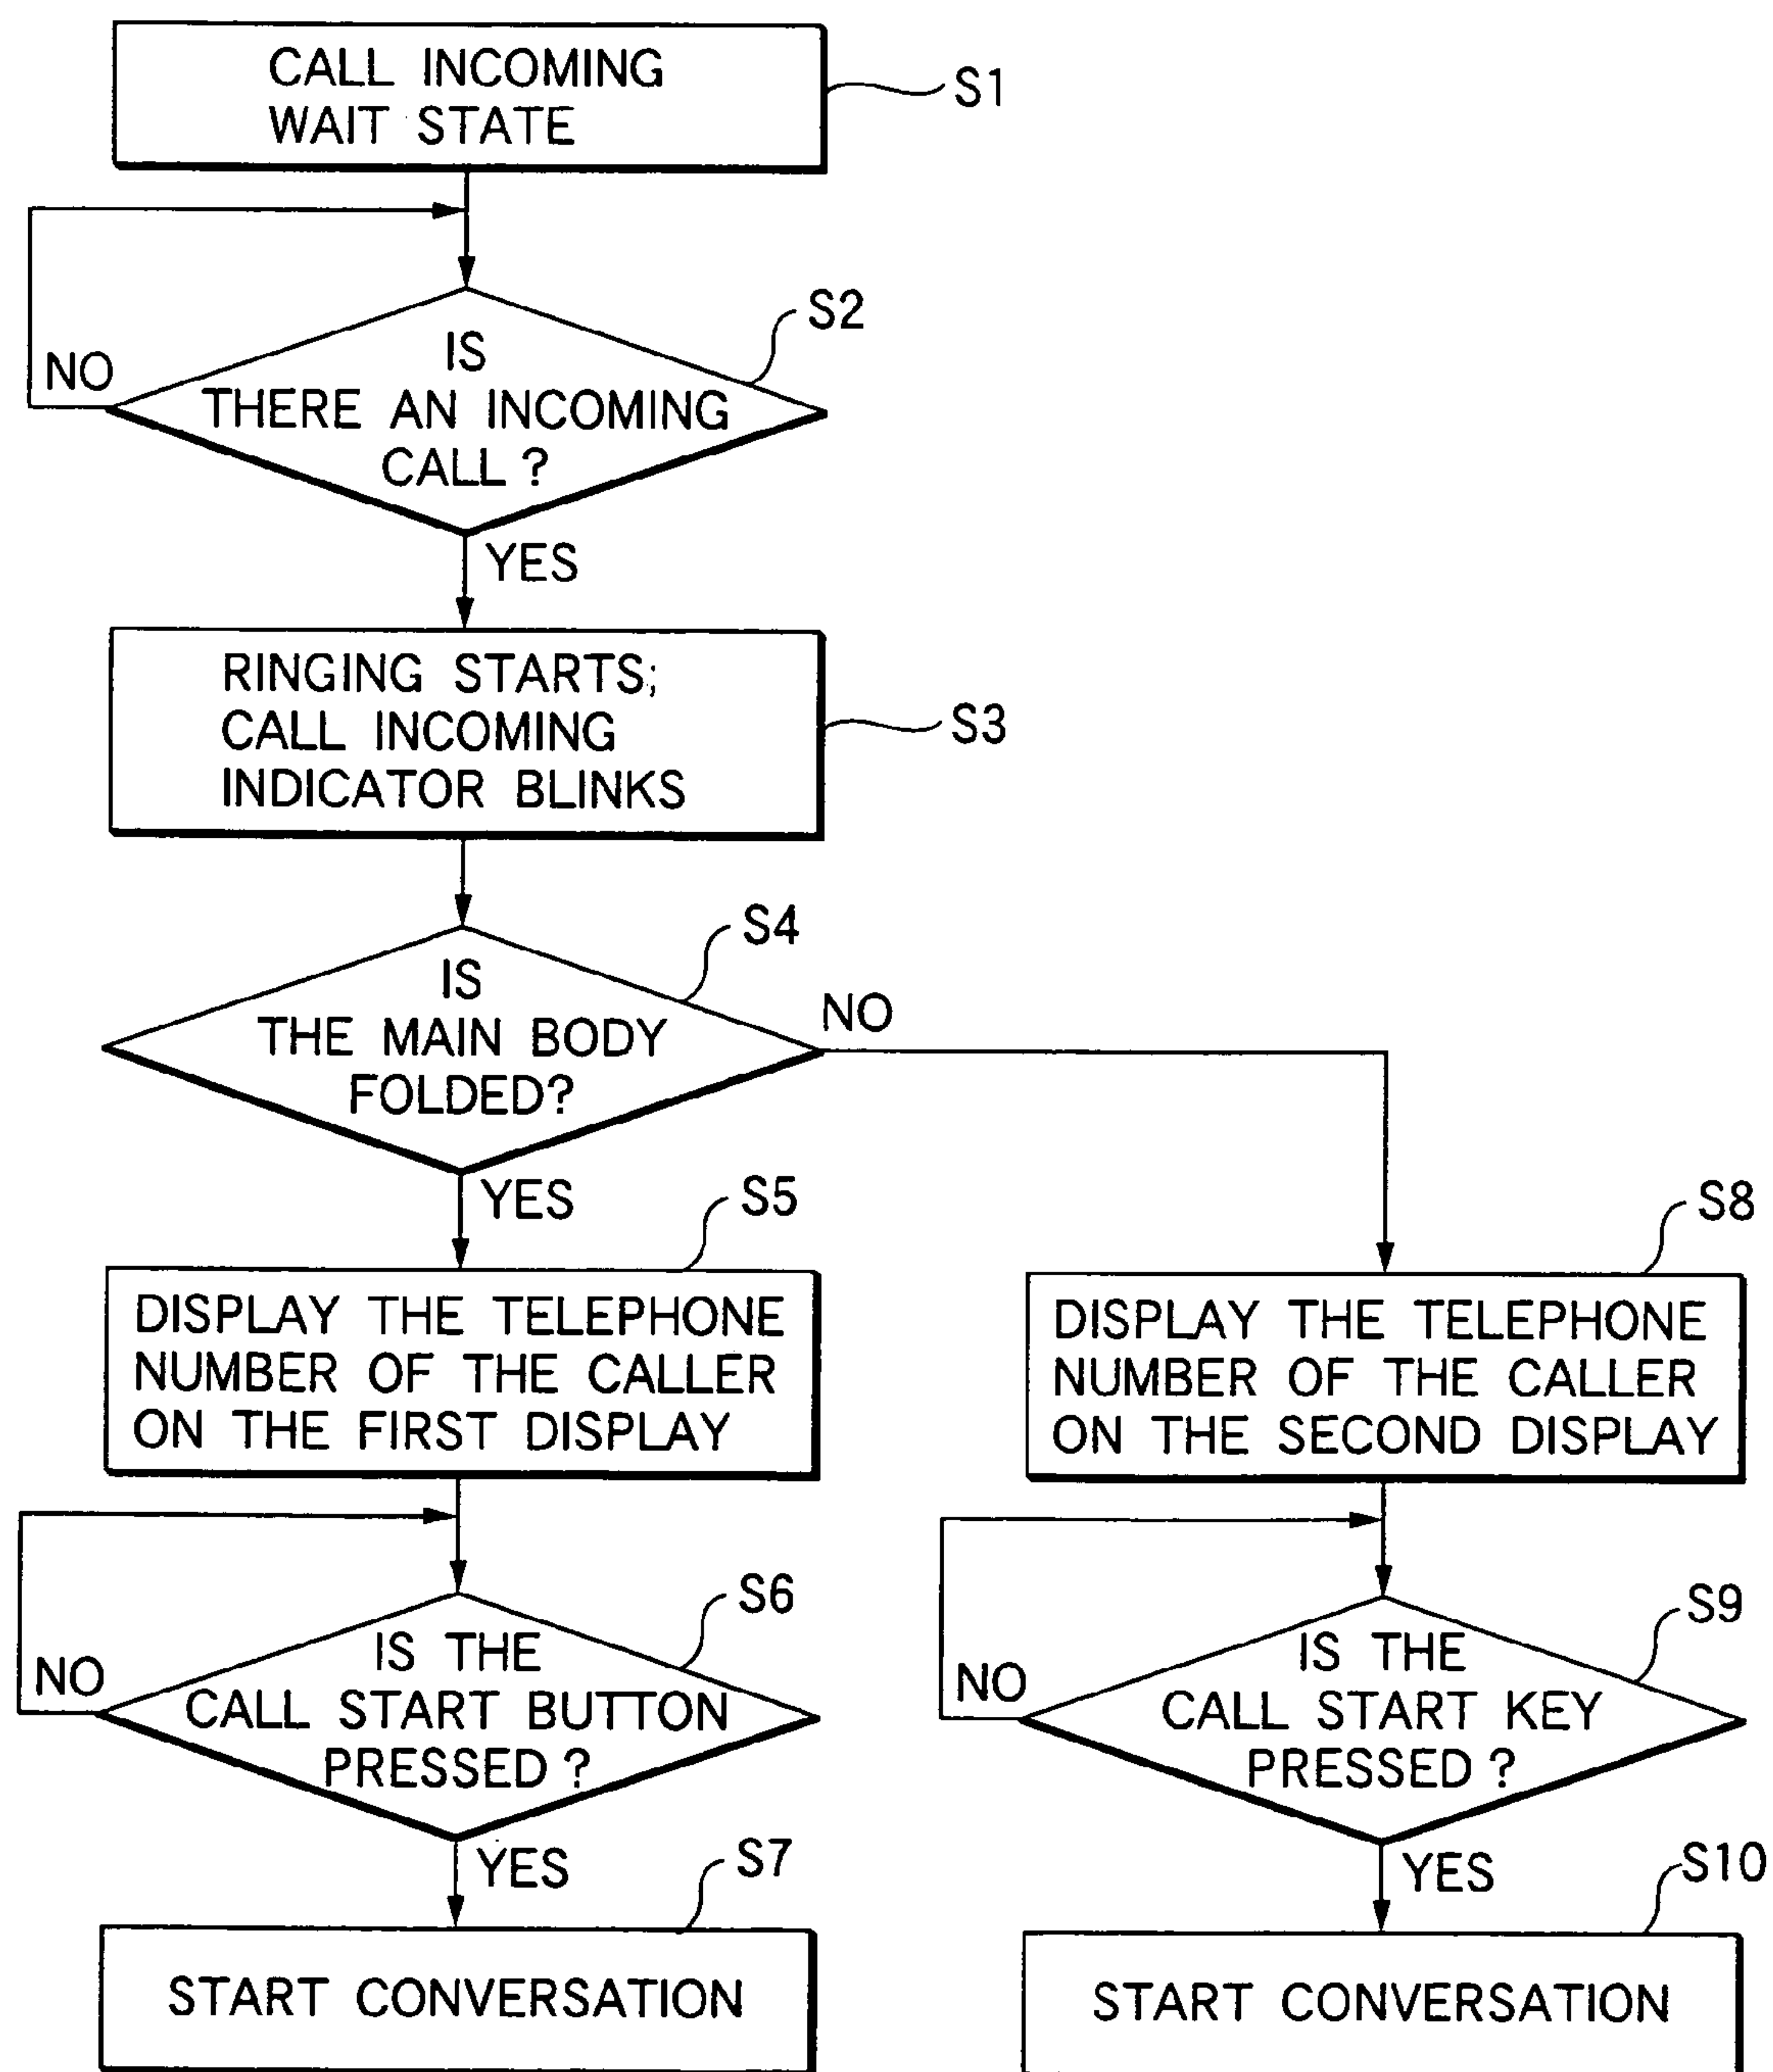 CALL INCOMING
WAIT STATE
S1
S2
NO
IS
THERE AN INCOMING
CALL?
YES
RINGING STARTS;
CALL INCOMING
INDICATOR BLINKS
S3
S4
IS
THE MAIN BODY
FOLDED?
NO
YES
S5
DISPLAY THE TELEPHONE
NUMBER OF THE CALLER
ON THE FIRST DISPLAY
S6
NO
IS THE
CALL START BUTTON
PRESSED?
YES
S7
START CONVERSATION
S8
DISPLAY THE TELEPHONE
NUMBER OF THE CALLER
ON THE SECOND DISPLAY
S9
NO
IS THE
CALL START KEY
PRESSED?
YES
S10
START CONVERSATION